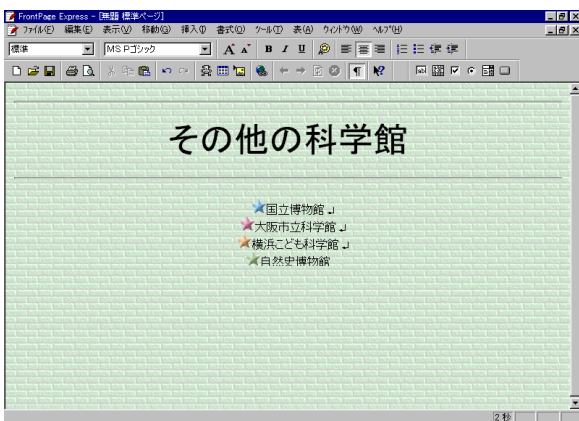 FrontPage Express - [無題 標準ページ]
ファイル(F) 編集(E) 表示(V) 移動(G) 挿入(I) 書式(O) ツール(T) 表(A) ウィンドウ(W) ヘルプ(H)
標準 MS Pゴシック A A B I U
その他の科学館
国立博物館
大阪市立科学館
横浜こども科学館
自然史博物館
2 秒